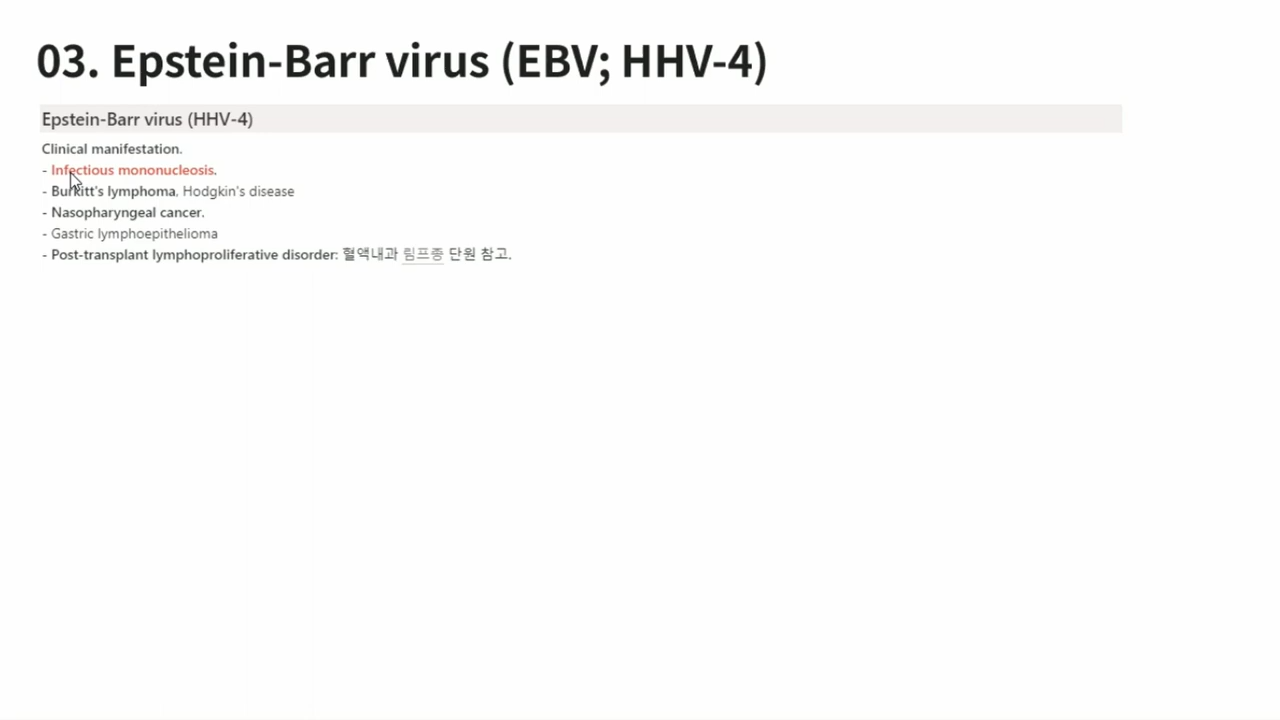 03. Epstein-Barr virus (EBV; HHV-4)
Epstein-Barr virus (HHV-4)
Clinical manifestation.
- Infectious mononucleosis.
- Burkitt's lymphoma, Hodgkin's disease
- Nasopharyngeal cancer.
- Gastric lymphoepithelioma
- Post-transplant lymphoproliferative disorder: 혈액내과 림프종 단원 참고.